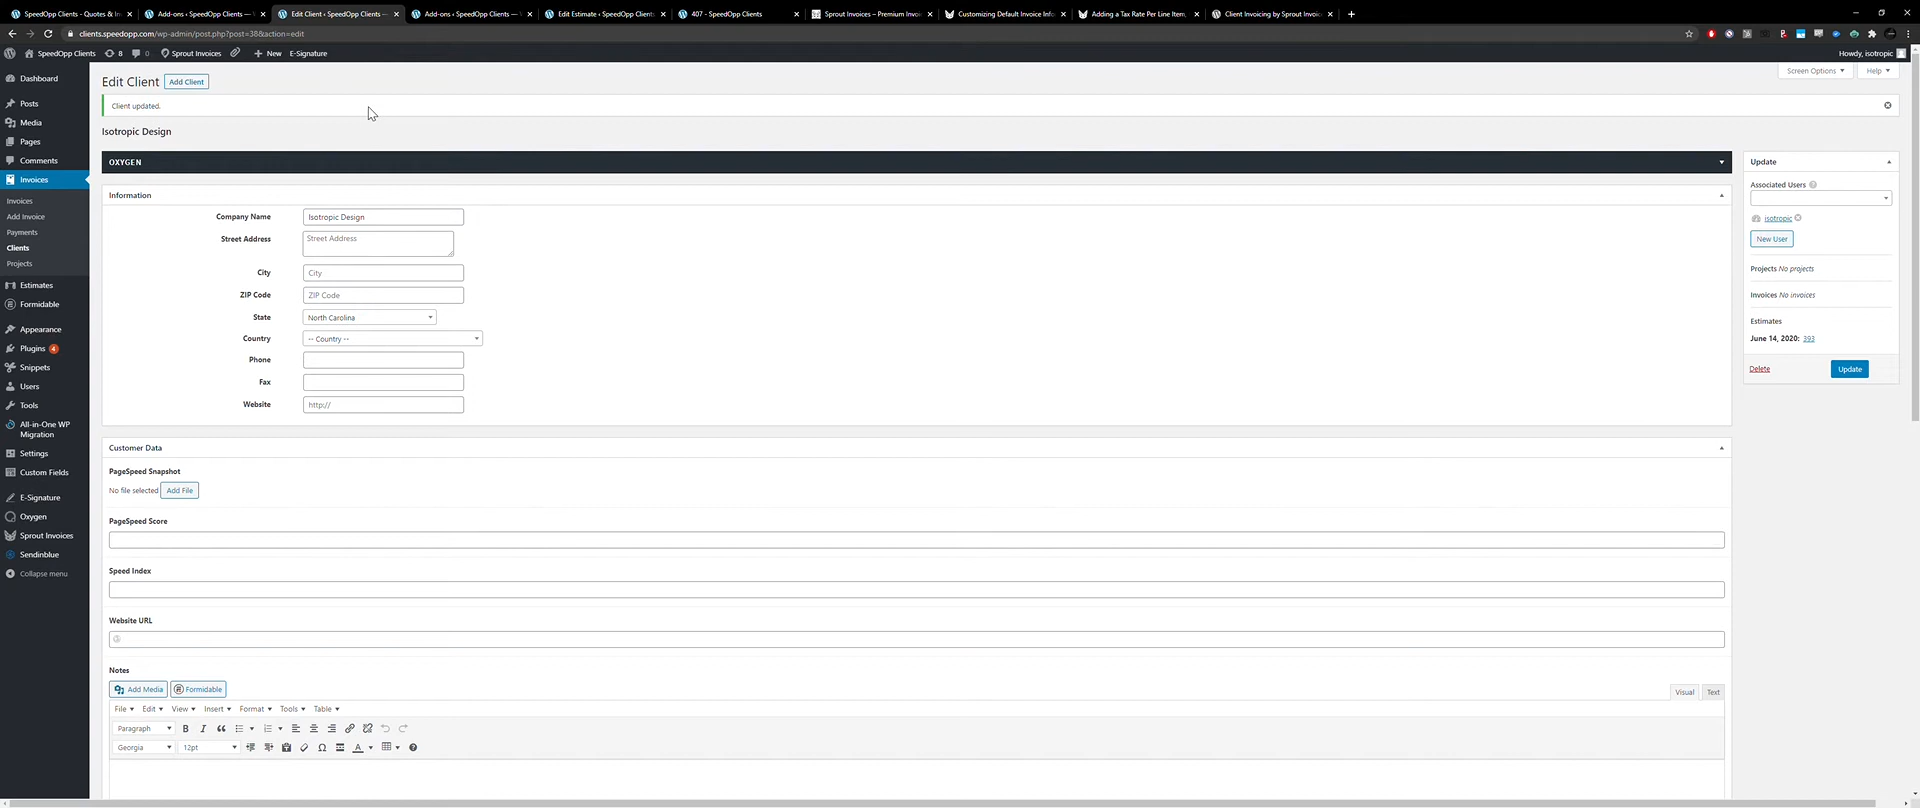 SpeedOpp Clients - Quotes & In
Add-ons ‹ SpeedOpp Clients — V
Edit Client ‹ SpeedOpp Clients —
Add-ons ‹ SpeedOpp Clients — V
Edit Estimate ‹ SpeedOpp Clients
407 - SpeedOpp Clients
Sprout Invoices – Premium Invoi
Customizing Default Invoice Info
Adding a Tax Rate Per Line Item,
Client Invoicing by Sprout Invoic
clients.speedopp.com/wp-admin/post.php?post=38&action=edit
SpeedOpp Clients 8 0 Sprout Invoices + New E-Signature
Howdy, isotropic
Dashboard
Posts
Media
Pages
Comments
Invoices
Invoices
Add Invoice
Payments
Clients
Projects
Estimates
Formidable
Appearance
Plugins 4
Snippets
Users
Tools
All-in-One WP
Migration
Settings
Custom Fields
E-Signature
Oxygen
Sprout Invoices
Sendinblue
Collapse menu
Screen Options
Help
Edit Client
Add Client
Client updated.
Isotropic Design
OXYGEN
Information
Company Name Isotropic Design
Street Address Street Address
City City
ZIP Code ZIP Code
State North Carolina
Country -- Country --
Phone
Fax
Website http://
Customer Data
PageSpeed Snapshot
No file selected Add File
PageSpeed Score
Speed Index
Website URL
Notes
Add Media Formidable
Visual Text
File Edit View Insert Format Tools Table
Paragraph
Georgia 12pt
Update
Associated Users
isotropic
New User
Projects No projects
Invoices No invoices
Estimates
June 14, 2020: 393
Delete
Update